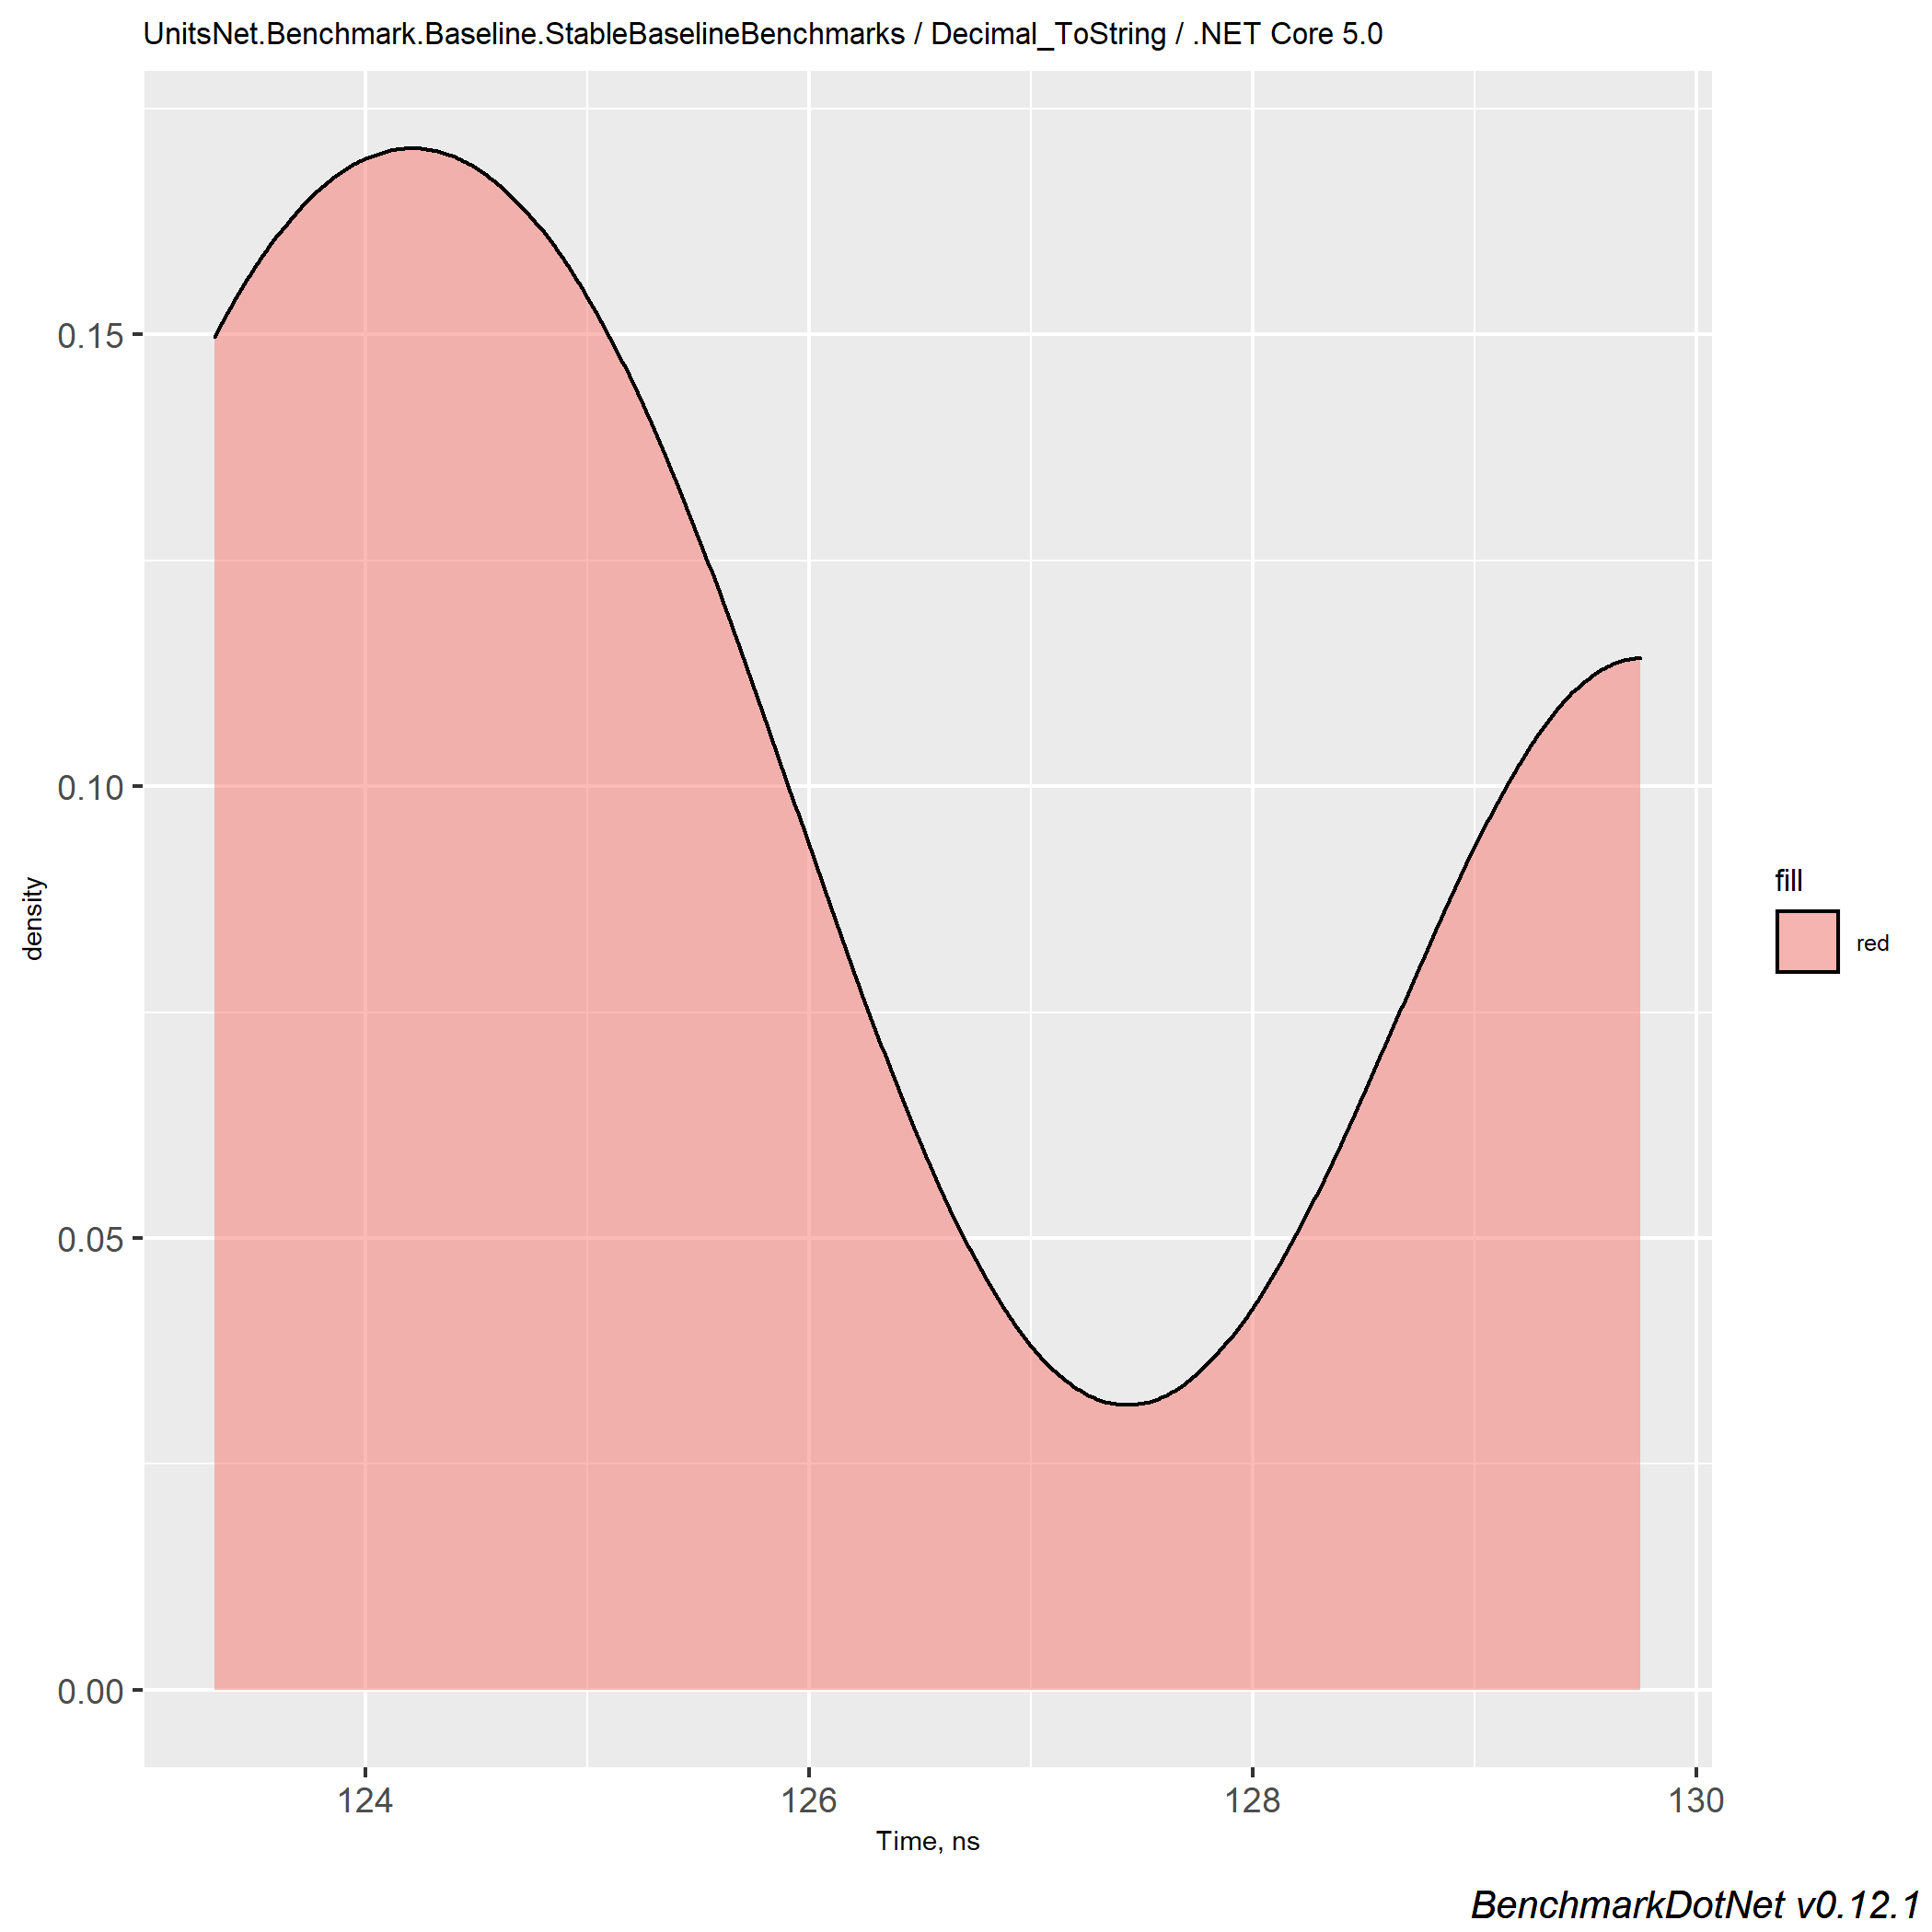 UnitsNet.Benchmark.Baseline.StableBaselineBenchmarks / Decimal_ToString / .NET Core 5.0
0.15
0.10
0.05
0.00
density
124 126 128 130
Time, ns
fill
red
BenchmarkDotNet v0.12.1